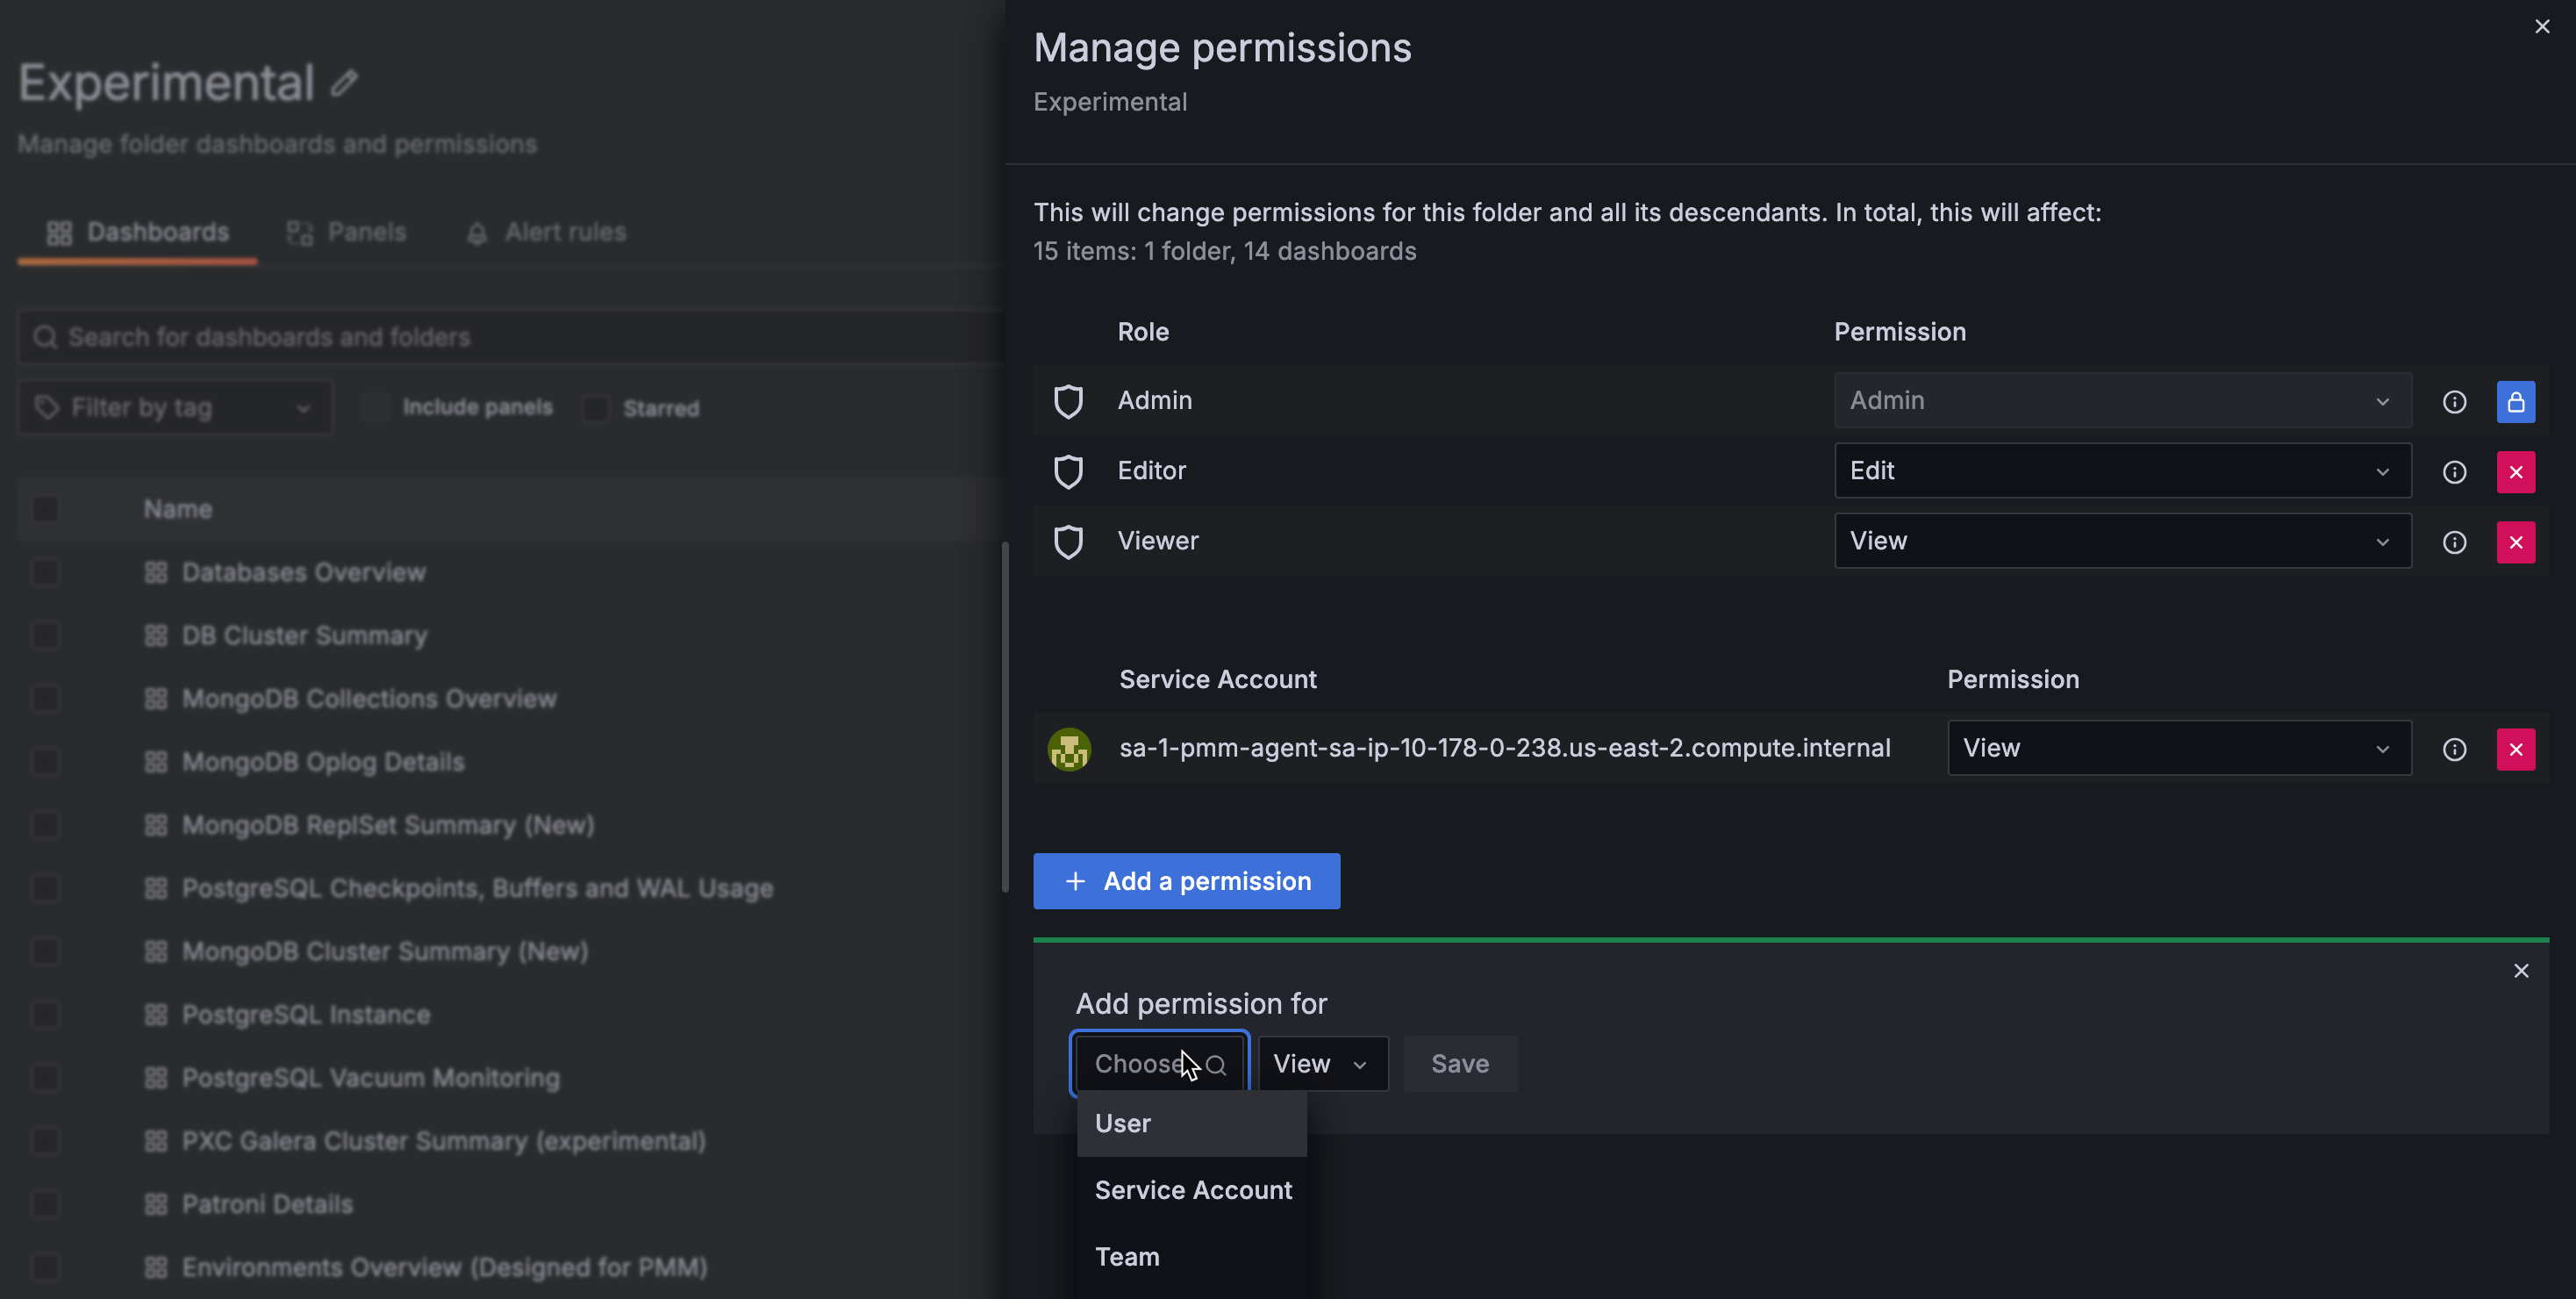 Experimental
Manage folder dashboards and permissions
Dashboards
Panels
Alert rules
Search for dashboards and folders
Filter by tag
Include panels
Starred
Name
Databases Overview
DB Cluster Summary
MongoDB Collections Overview
MongoDB Oplog Details
MongoDB ReplSet Summary (New)
PostgreSQL Checkpoints, Buffers and WAL Usage
MongoDB Cluster Summary (New)
PostgreSQL Instance
PostgreSQL Vacuum Monitoring
PXC Galera Cluster Summary (experimental)
Patroni Details
Environments Overview (Designed for PMM)
Manage permissions
Experimental
This will change permissions for this folder and all its descendants. In total, this will affect:
15 items: 1 folder, 14 dashboards
Role Permission
Admin Admin
Editor Edit
Viewer View
Service Account Permission
sa-1-pmm-agent-sa-ip-10-178-0-238.us-east-2.compute.internal View
Add a permission
Add permission for
Choose View Save
User
Service Account
Team